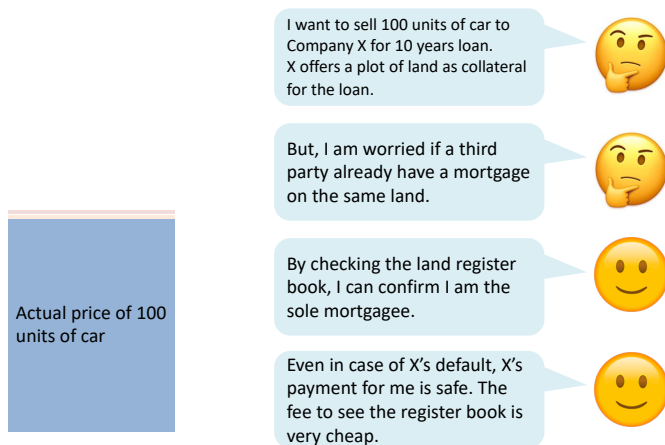 I want to sell 100 units of car to
Company X for 10 years loan.
X offers a plot of land as collateral
for the loan.
But, I am worried if a third
party already have a mortgage
on the same land.
Actual price of 100
units of car
By checking the land register
book, I can confirm I am the
sole mortgagee.
Even in case of X's default, X's
payment for me is safe. The
fee to see the register book is
very cheap.